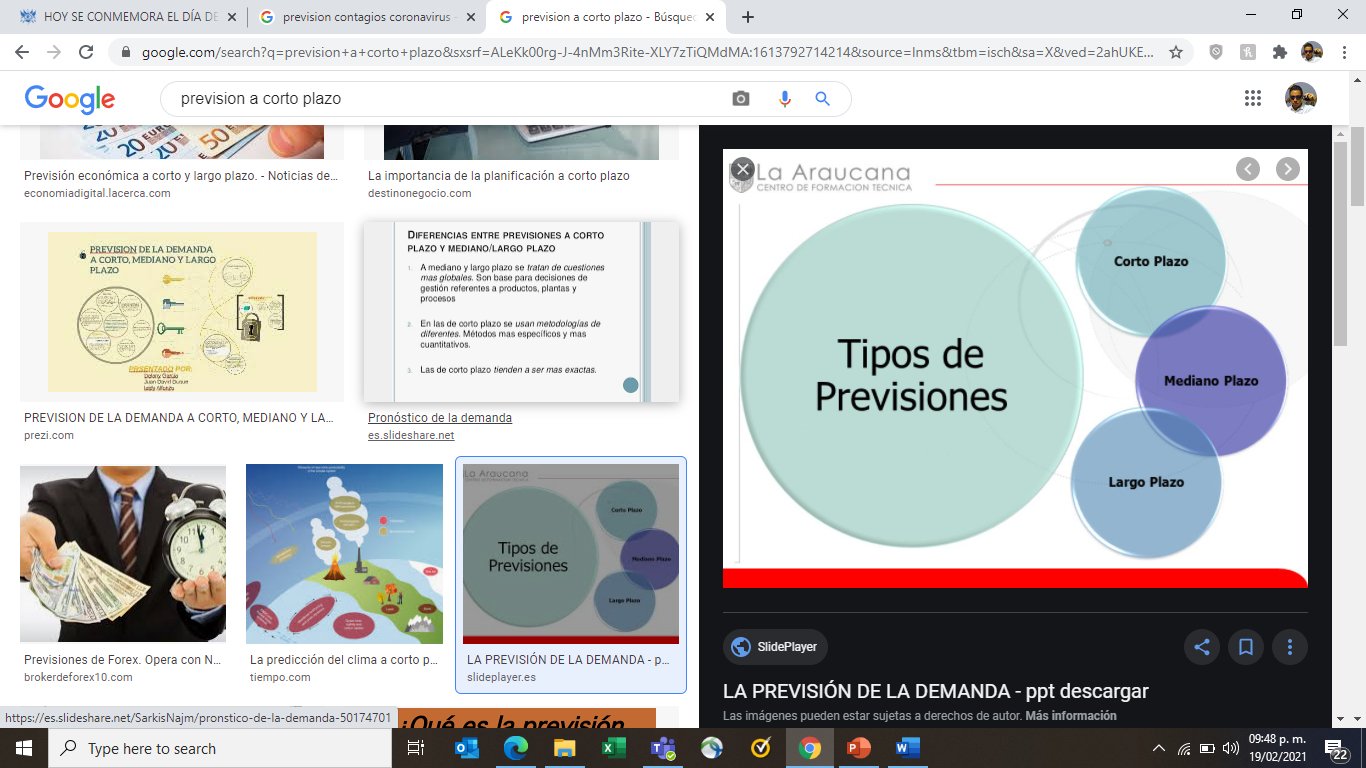 HOY SE CONMEMORA EL DÍA DE
prevision contagios coronavirus -
prevision a corto plazo - Búsqued
google.com/search?q=prevision+a+corto+plazo&sxsrf=ALeKk00rg-J-4nMm3Rite-XLY7zTiQMdMA:1613792714214&source=lnms&tbm=isch&sa=X&ved=2ahUKE...
Google
prevision a corto plazo
Previsión económica a corto y largo plazo. - Noticias de...
economiadigital.lacerca.com
La importancia de la planificación a corto plazo
destinonegocio.com
PREVISION DE LA DEMANDA
A CORTO, MEDIANO Y LARGO
PLAZO
PRSENTADO POR:
Juan David Duque
DIFERENCIAS ENTRE PREVISIONES A CORTO
PLAZO Y MEDIANO/LARGO PLAZO
1. A mediano y largo plazo se tratan de cuestiones
mas globales. Son base para decisiones de
gestión referentes a productos, plantas y
procesos
2. En las de corto plazo se usan metodologías de
diferentes. Métodos mas específicos y mas
cuantitativos.
3. Las de corto plazo tienden a ser mas exactas.
PREVISION DE LA DEMANDA A CORTO, MEDIANO Y LA...
prezi.com
Pronóstico de la demanda
es.slideshare.net
La Araucana
Tipos de
Previsiones
Corto Plazo
Mediano Plazo
Largo Plazo
Previsiones de Forex. Opera con N...
brokerdeforex10.com
La predicción del clima a corto p...
tiempo.com
LA PREVISIÓN DE LA DEMANDA - p...
slideplayer.es
¿Qué es la previsión
https://es.slideshare.net/SarkisNajm/pronstico-de-la-demanda-50174701
La Araucana
CENTRO DE FORMACION TECNICA
Tipos de
Previsiones
Corto Plazo
Mediano Plazo
Largo Plazo
SlidePlayer
LA PREVISIÓN DE LA DEMANDA - ppt descargar
Las imágenes pueden estar sujetas a derechos de autor. Más información
Type here to search
09:48 p. m.
19/02/2021
22